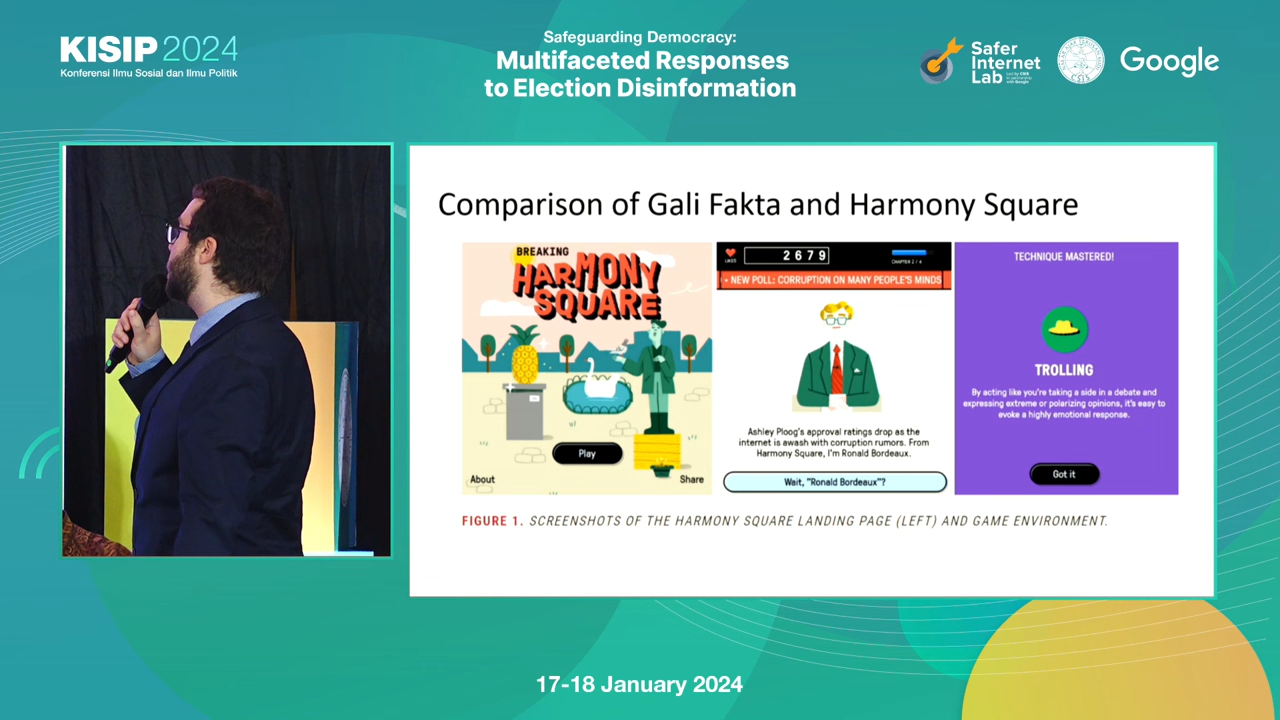 KISIP 2024
Konferensi Ilmu Sosial dan Ilmu Politik
Safeguarding Democracy:
Multifaceted Responses
to Election Disinformation
Safer
Internet
Lab
CSIS
Google
Comparison of Gali Fakta and Harmony Square
BREAKING
HARMONY
SQUARE
Play
About
Share
LIKES
2679
CHAPTER 2 / 4
• NEW POLL: CORRUPTION ON MANY PEOPLE'S MINDS
Ashley Ploog's approval ratings drop as the
internet is awash with corruption rumors. From
Harmony Square, I'm Ronald Bordeaux.
Wait, "Ronald Bordeaux"?
TECHNIQUE MASTERED!
TROLLING
By acting like you're taking a side in a debate and
expressing extreme or polarizing opinions, it's easy to
evoke a highly emotional response.
Got it
FIGURE 1. SCREENSHOTS OF THE HARMONY SQUARE LANDING PAGE (LEFT) AND GAME ENVIRONMENT.
17-18 January 2024